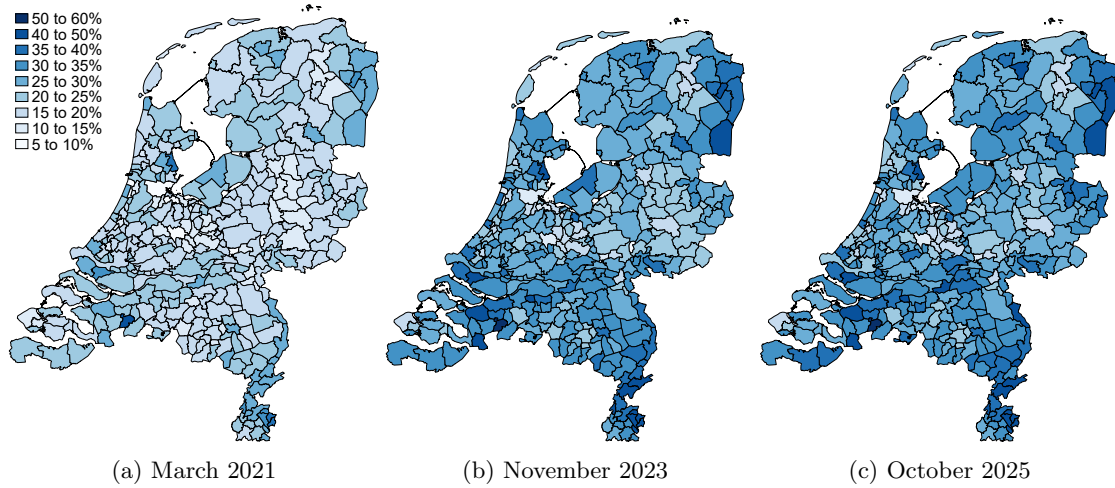 50 to 60%
40 to 50%
35 to 40%
30 to 35%
25 to 30%
20 to 25%
15 to 20%
10 to 15%
5 to 10%
(a) March 2021
(b) November 2023
(c) October 2025